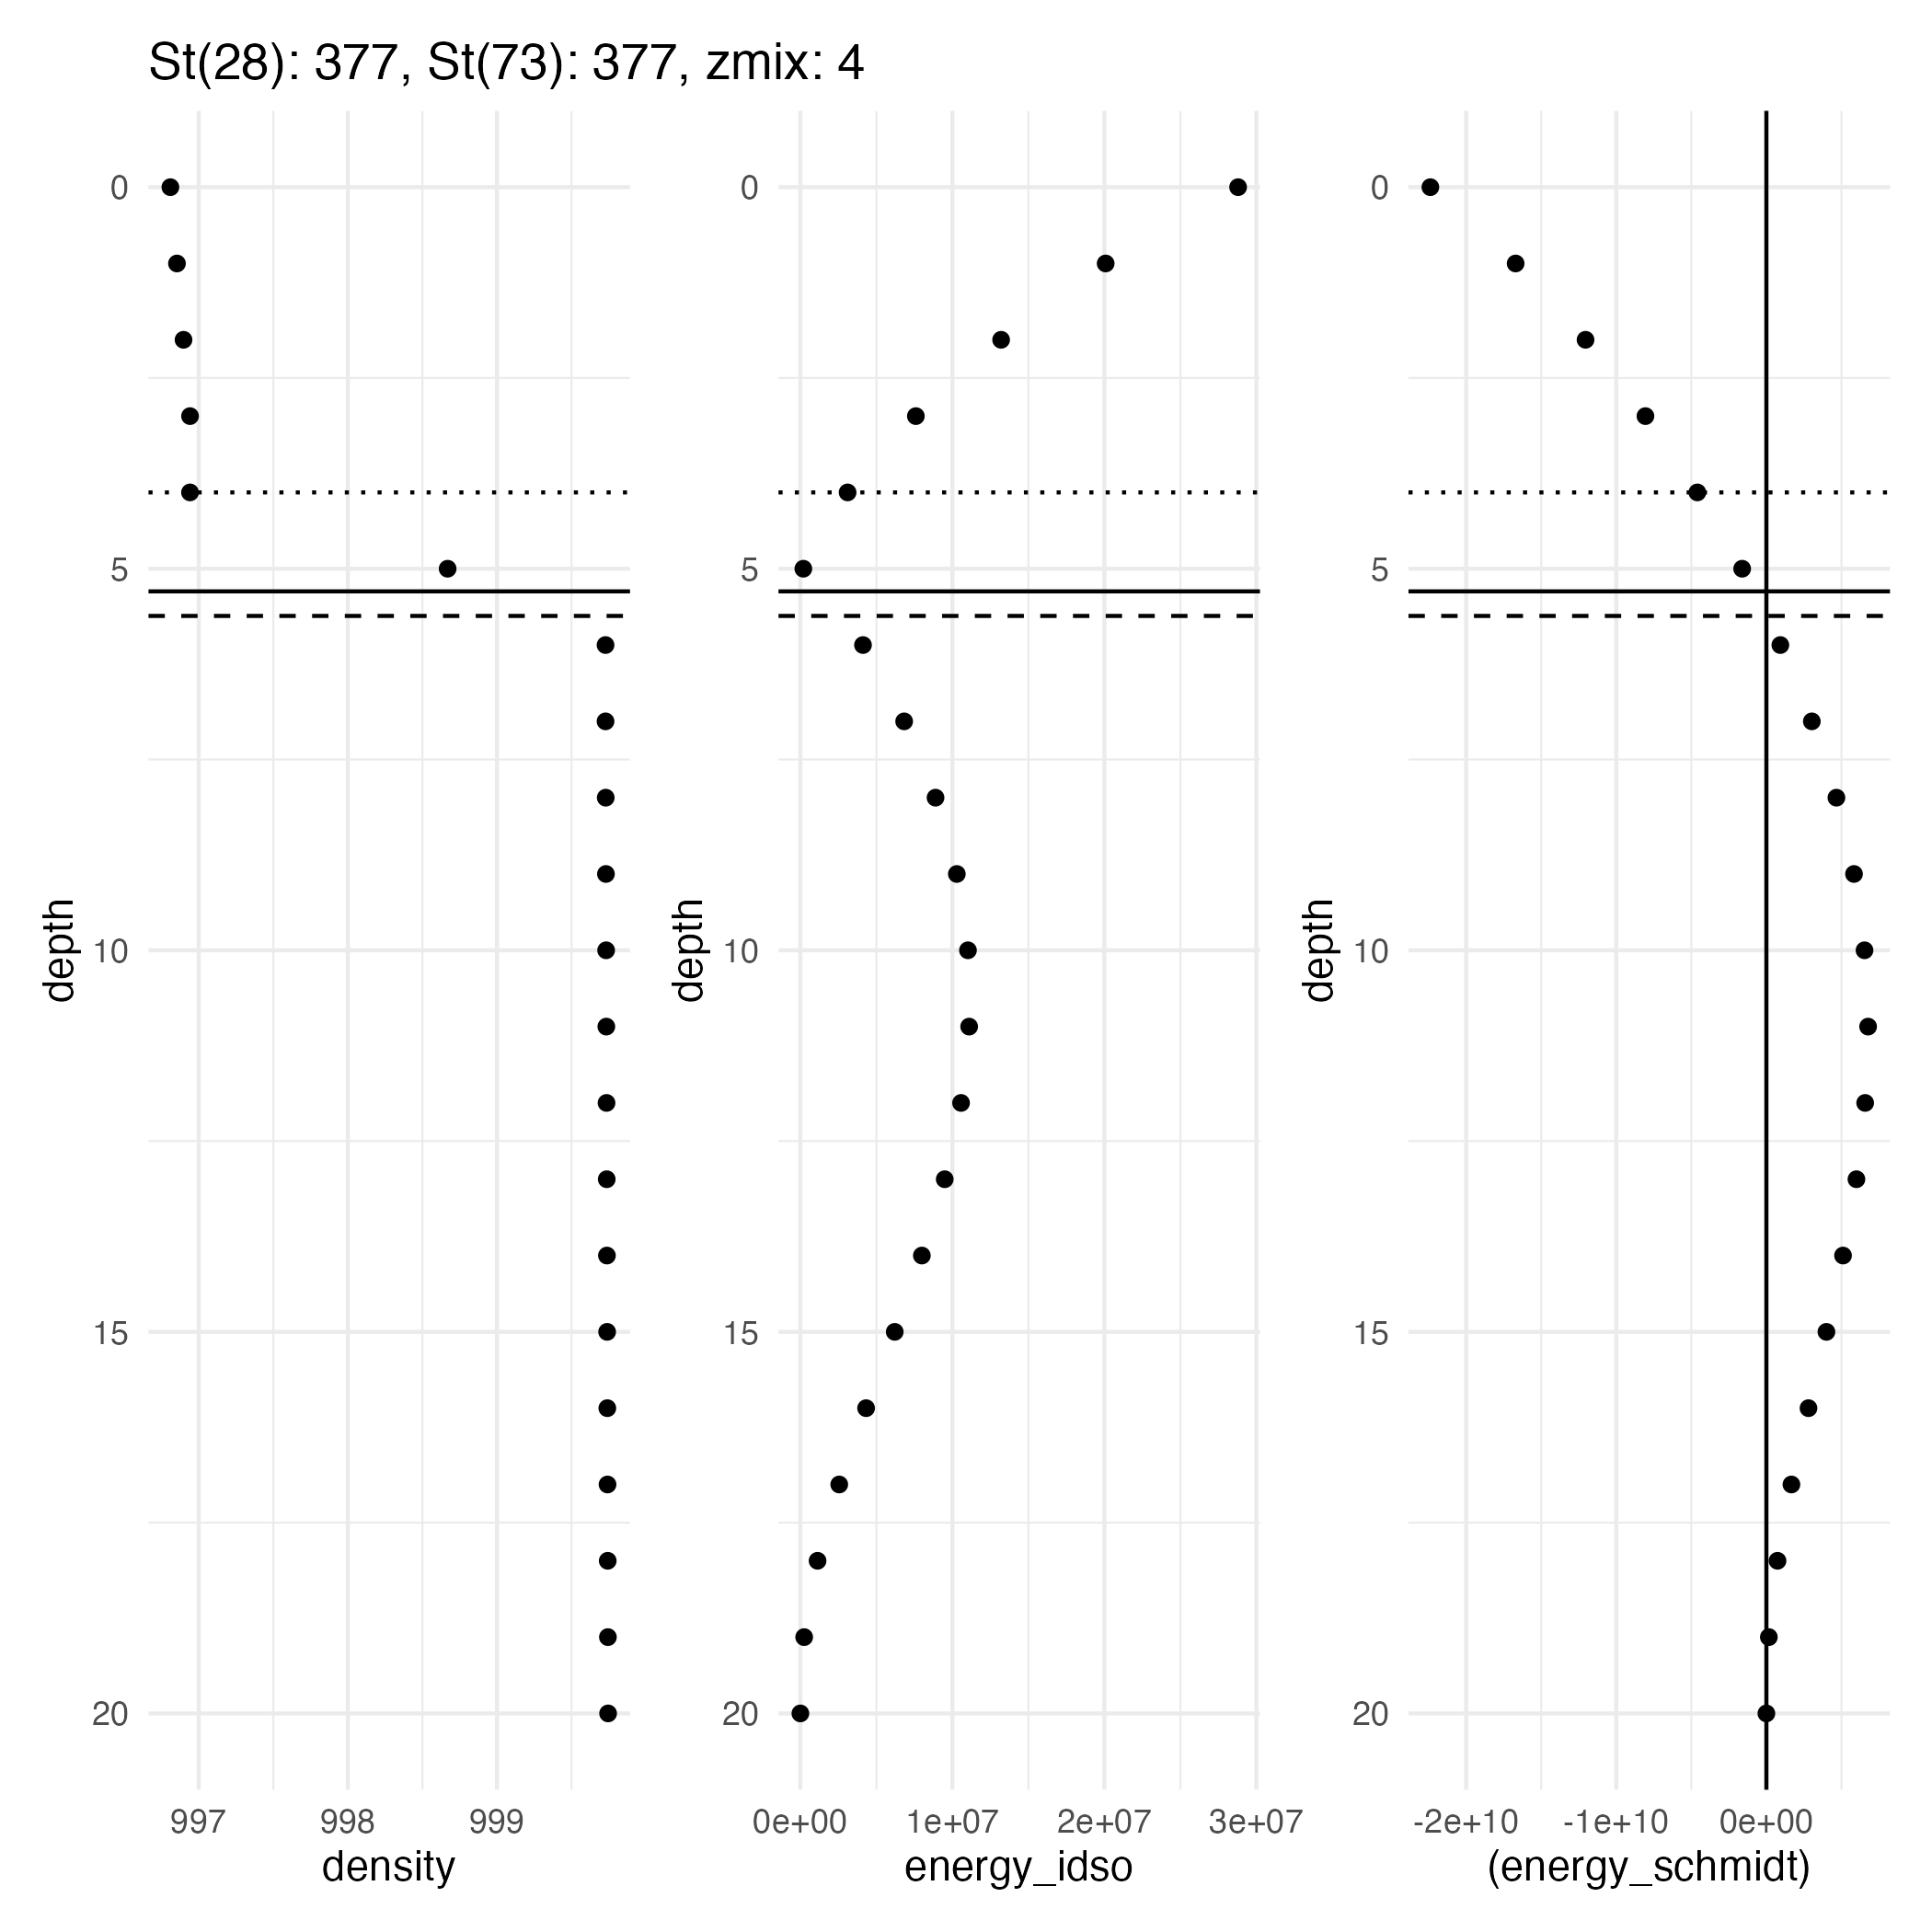 St(28): 377, St(73): 377, zmix: 4
depth
0
5
10
15
20
997 998 999
density
depth
0
5
10
15
20
0e+00 1e+07 2e+07 3e+07
energy_idso
depth
0
5
10
15
20
-2e+10 -1e+10 0e+00
(energy_schmidt)